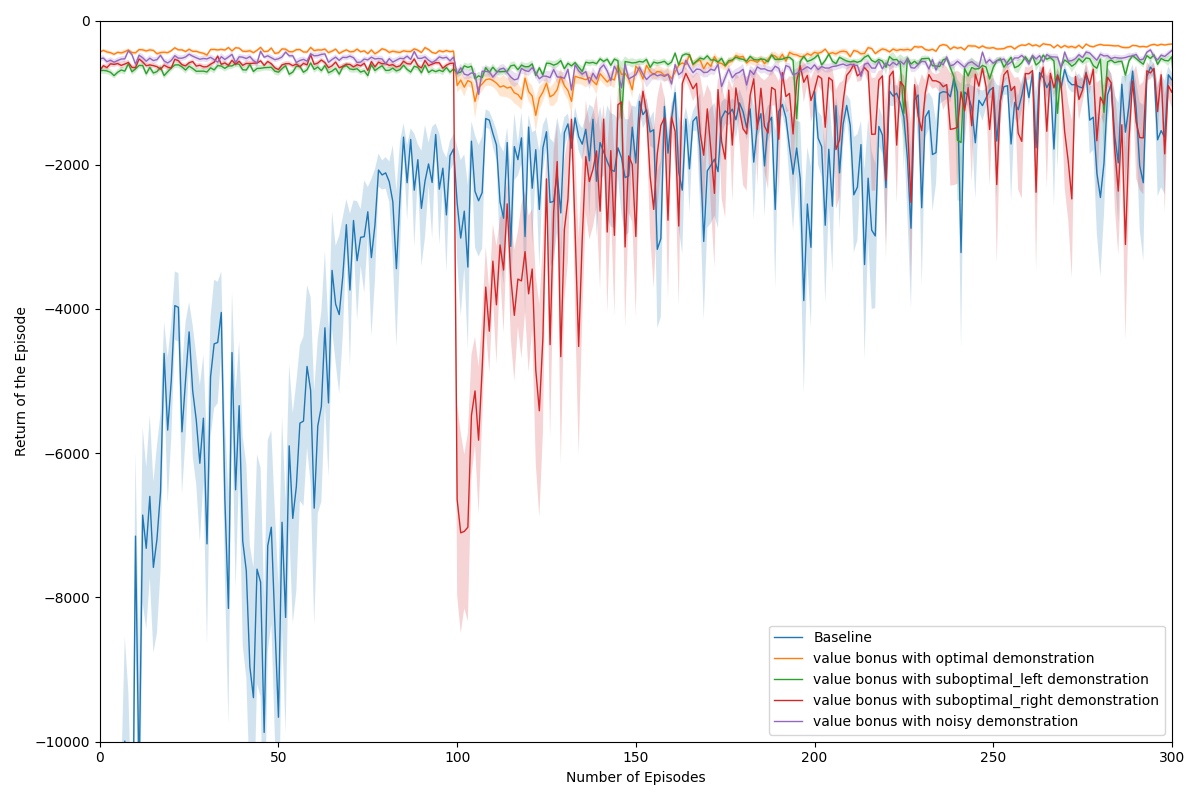 0
−2000
−4000
−6000
−8000
−10000
Return of the Episode
0
50
100
150
200
250
300
Number of Episodes
Baseline
value bonus with optimal demonstration
value bonus with suboptimal_left demonstration
value bonus with suboptimal_right demonstration
value bonus with noisy demonstration